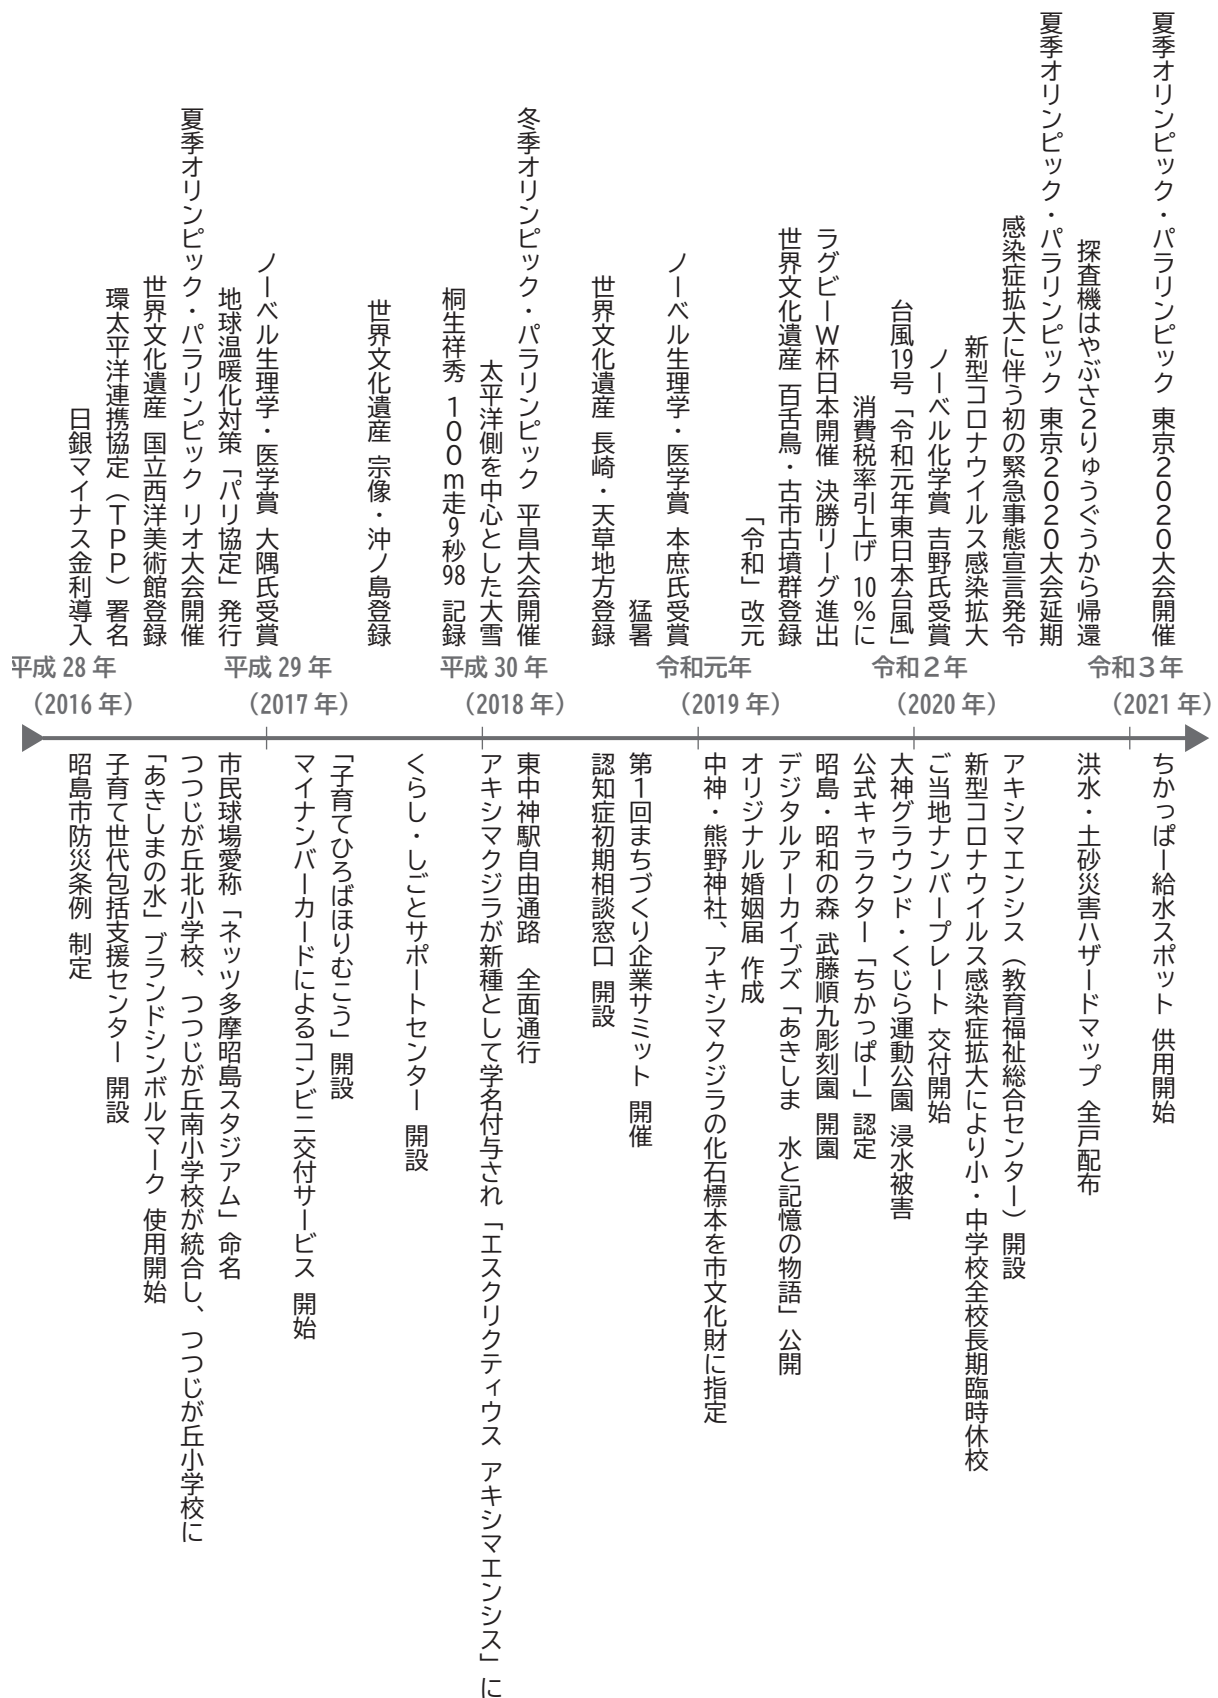 日銀マイナス金利導入
環太平洋連携協定（ＴＰＰ）署名
世界文化遺産 国立西洋美術館登録
夏季オリンピック・パラリンピック リオ大会開催
地球温暖化対策「パリ協定」発行
ノーベル生理学・医学賞 大隅氏受賞
世界文化遺産 宗像・沖ノ島登録
桐生祥秀 １００ｍ走９秒98 記録
太平洋側を中心とした大雪
冬季オリンピック・パラリンピック 平昌大会開催
世界文化遺産 長崎・天草地方登録
猛暑
ノーベル生理学・医学賞 本庶氏受賞
「令和」改元
世界文化遺産 百舌鳥・古市古墳群登録
ラグビーＷ杯日本開催 決勝リーグ進出
消費税率引上げ 10％に
台風19号「令和元年東日本台風」
ノーベル化学賞 吉野氏受賞
新型コロナウイルス感染拡大
感染症拡大に伴う初の緊急事態宣言発令
夏季オリンピック・パラリンピック 東京２０２０大会延期
探査機はやぶさ２りゅうぐうから帰還
夏季オリンピック・パラリンピック 東京２０２０大会開催
平成 28 年
（2016 年）
平成 29 年
（2017 年）
平成 30 年
（2018 年）
令和元年
（2019 年）
令和２年
（2020 年）
令和３年
（2021 年）
昭島市防災条例 制定
子育て世代包括支援センター 開設
「あきしまの水」ブランドシンボルマーク 使用開始
つつじが丘北小学校、つつじが丘南小学校が統合し、つつじが丘小学校に
市民球場愛称「ネッツ多摩昭島スタジアム」命名
マイナンバーカードによるコンビニ交付サービス 開始
「子育てひろばほりむこう」開設
くらし・しごとサポートセンター 開設
アキシマクジラが新種として学名付与され「エスクリクティウス アキシマエンシス」に
東中神駅自由通路　全面通行
認知症初期相談窓口 開設
第１回まちづくり企業サミット 開催
中神・熊野神社、アキシマクジラの化石標本を市文化財に指定
オリジナル婚姻届 作成
デジタルアーカイブズ「あきしま　水と記憶の物語」公開
昭島・昭和の森 武藤順九彫刻園 開園
公式キャラクター「ちかっぱー」認定
大神グラウンド・くじら運動公園 浸水被害
ご当地ナンバープレート 交付開始
新型コロナウイルス感染症拡大により小・中学校全校長期臨時休校
アキシマエンシス（教育福祉総合センター）開設
洪水・土砂災害ハザードマップ 全戸配布
ちかっぱー給水スポット 供用開始